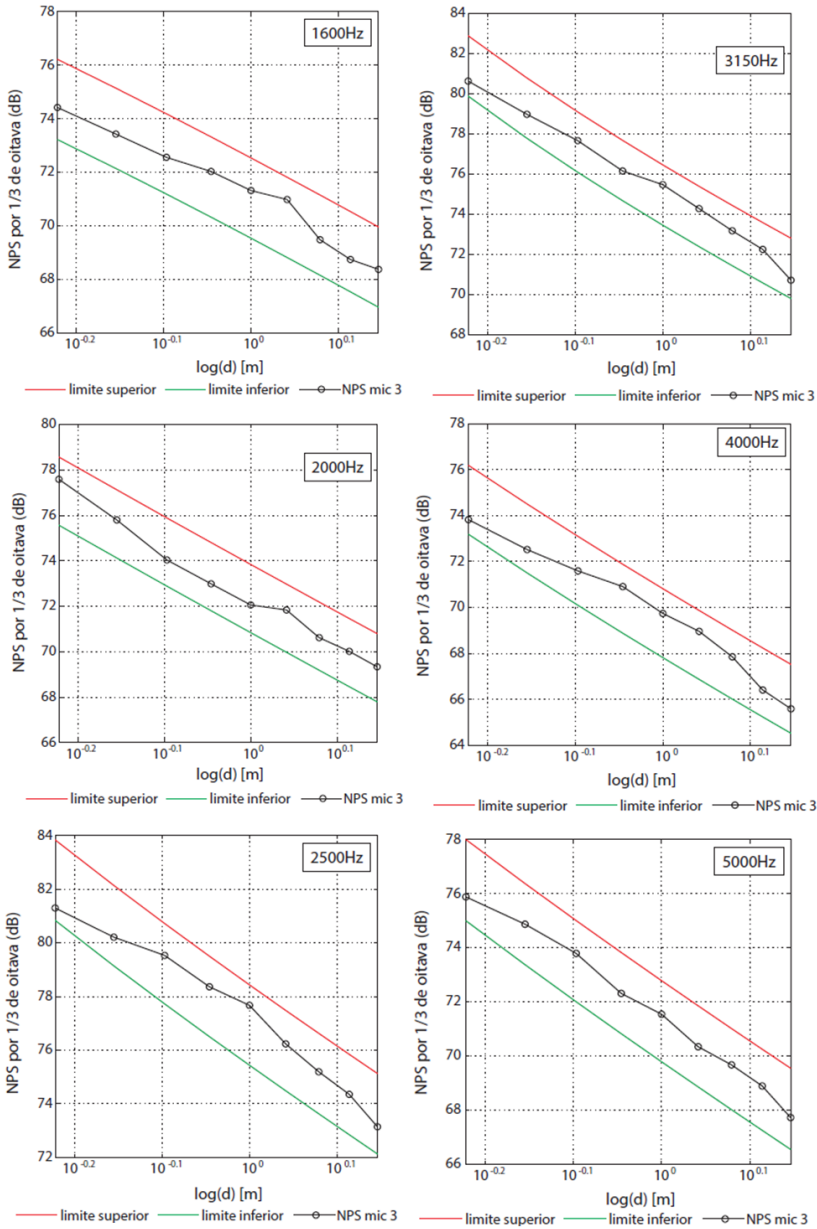 1600Hz
NPS por 1/3 de oitava (dB)
78
76
74
72
70
68
66
10^-0.2
10^-0.1
10^0
10^0.1
log(d) [m]
limite superior
limite inferior
NPS mic 3
3150Hz
NPS por 1/3 de oitava (dB)
84
82
80
78
76
74
72
70
68
10^-0.2
10^-0.1
10^0
10^0.1
log(d) [m]
limite superior
limite inferior
NPS mic 3
2000Hz
NPS por 1/3 de oitava (dB)
80
78
76
74
72
70
68
66
10^-0.2
10^-0.1
10^0
10^0.1
log(d) [m]
limite superior
limite inferior
NPS mic 3
4000Hz
NPS por 1/3 de oitava (dB)
78
76
74
72
70
68
66
64
10^-0.2
10^-0.1
10^0
10^0.1
log(d) [m]
limite superior
limite inferior
NPS mic 3
2500Hz
NPS por 1/3 de oitava (dB)
84
82
80
78
76
74
72
10^-0.2
10^-0.1
10^0
10^0.1
log(d) [m]
limite superior
limite inferior
NPS mic 3
5000Hz
NPS por 1/3 de oitava (dB)
78
76
74
72
70
68
66
10^-0.2
10^-0.1
10^0
10^0.1
log(d) [m]
limite superior
limite inferior
NPS mic 3